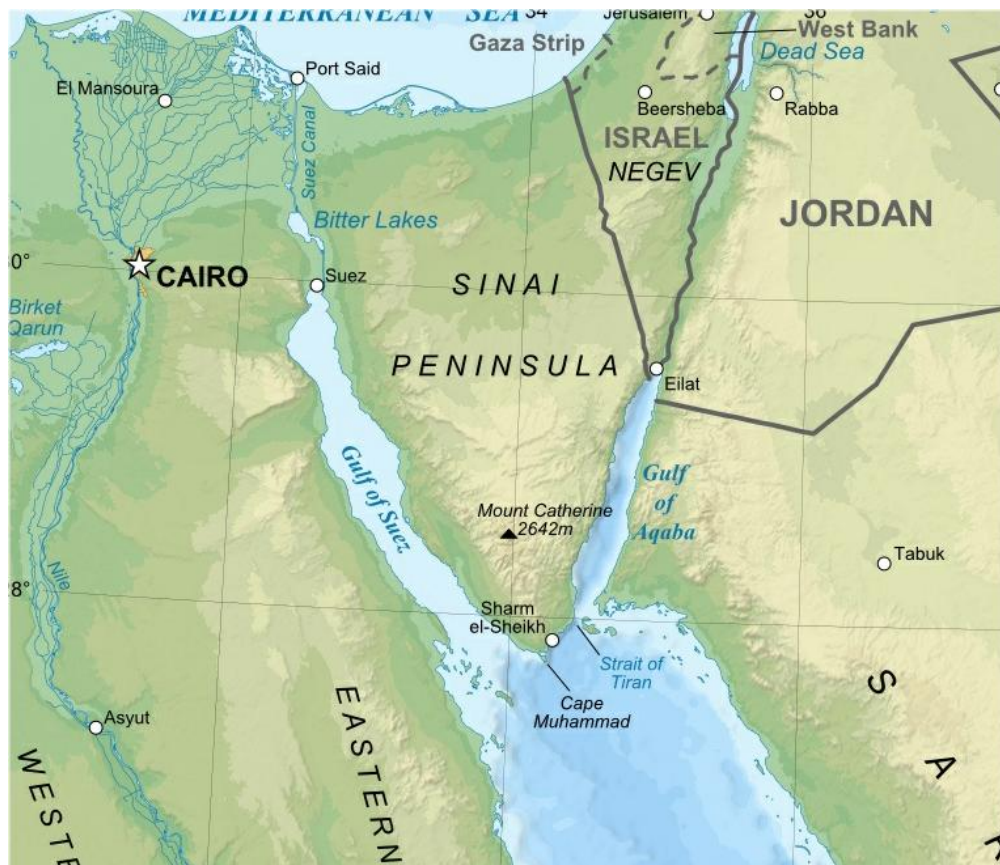 MEDITERRANEAN SEA
34
Jerusalem
36
West Bank
Gaza Strip
Dead Sea
Port Said
El Mansoura
Beersheba
Rabba
ISRAEL
NEGEV
Suez Canal
JORDAN
Bitter Lakes
CAIRO
Suez
SINAI
Birket
Qarun
PENINSULA
Eilat
Gulf of Suez
Gulf
of
Aqaba
Mount Catherine
2642m
Tabuk
Nile
28°
Sharm
el-Sheikh
Strait of
Tiran
Cape
Muhammad
EASTERN
Asyut
S
A